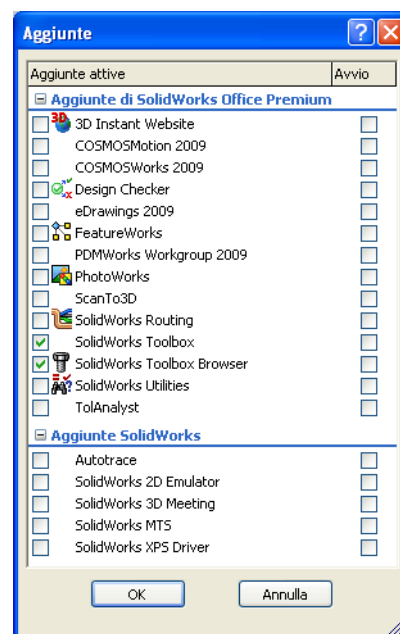 Aggiunte
Aggiunte attive Avvio
Aggiunte di SolidWorks Office Premium
3D Instant Website
COSMOSMotion 2009
COSMOSWorks 2009
Design Checker
eDrawings 2009
FeatureWorks
PDMWorks Workgroup 2009
PhotoWorks
ScanTo3D
SolidWorks Routing
SolidWorks Toolbox
SolidWorks Toolbox Browser
SolidWorks Utilities
TolAnalyst
Aggiunte SolidWorks
Autotrace
SolidWorks 2D Emulator
SolidWorks 3D Meeting
SolidWorks MTS
SolidWorks XPS Driver
OK Annulla